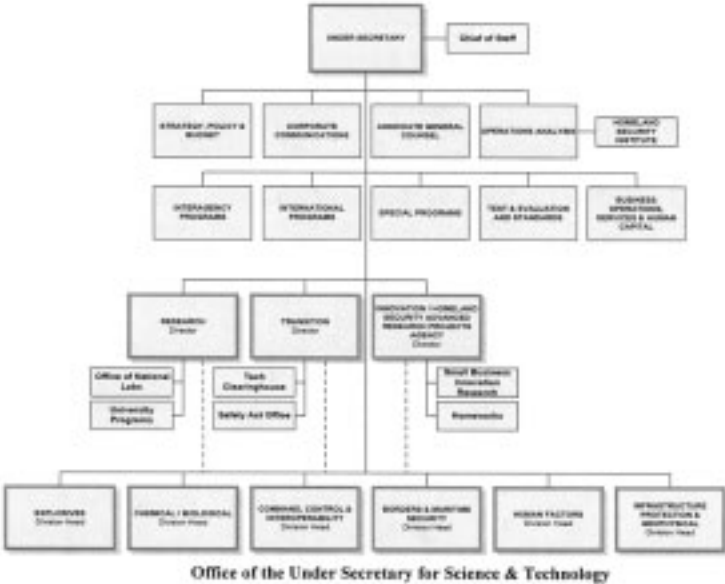 UNDER SECRETARY
Chief of Staff
STRATEGY, POLICY &
BUDGET
CORPORATE
COMMUNICATIONS
ASSOCIATE GENERAL
COUNSEL
OPERATIONS ANALYSIS
HOMELAND
SECURITY
INSTITUTE
INTERAGENCY
PROGRAMS
INTERNATIONAL
PROGRAMS
SPECIAL PROGRAMS
TEST & EVALUATION
AND STANDARDS
BUSINESS
OPERATIONS,
SERVICES & HUMAN
CAPITAL
RESEARCH
Director
TRANSITION
Director
INNOVATION / HOMELAND
SECURITY ADVANCED
RESEARCH PROJECTS
AGENCY
Director
Office of National
Labs
University
Programs
Tech
Clearinghouse
Safety Act Office
Small Business
Innovation
Research
Homeworks
EXPLOSIVES
Division Head
CHEMICAL / BIOLOGICAL
Division Head
COMMAND, CONTROL &
INTEROPERABILITY
Division Head
BORDERS & MARITIME
SECURITY
Division Head
HUMAN FACTORS
Division Head
INFRASTRUCTURE
PROTECTION &
GEOPHYSICAL
Division Head
Office of the Under Secretary for Science & Technology